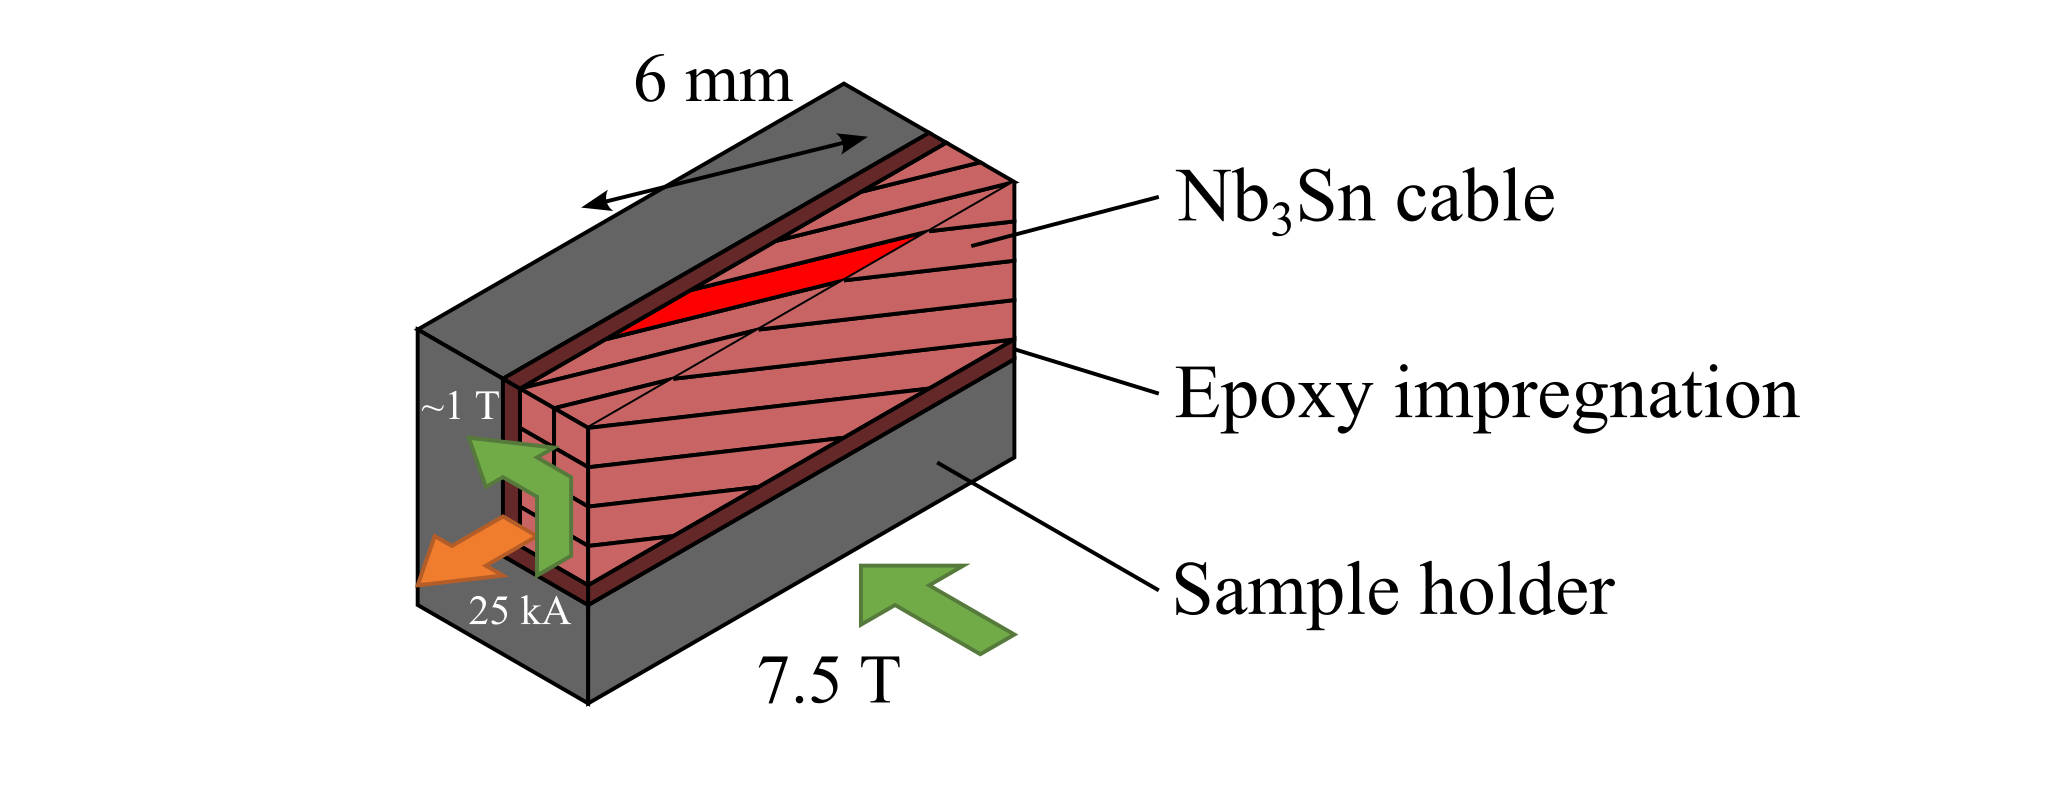 6 mm
Nb₃Sn cable
~1 T
Epoxy impregnation
Sample holder
25 kA
7.5 T